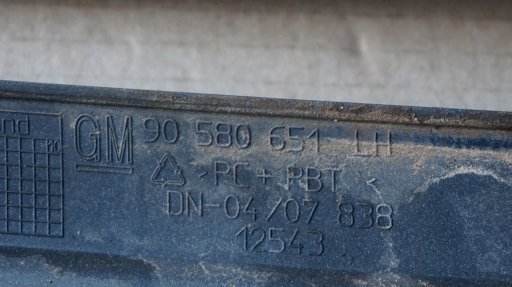 GM 90 580 651 LH
>PC+PBT<
DN-04/07 838
12543